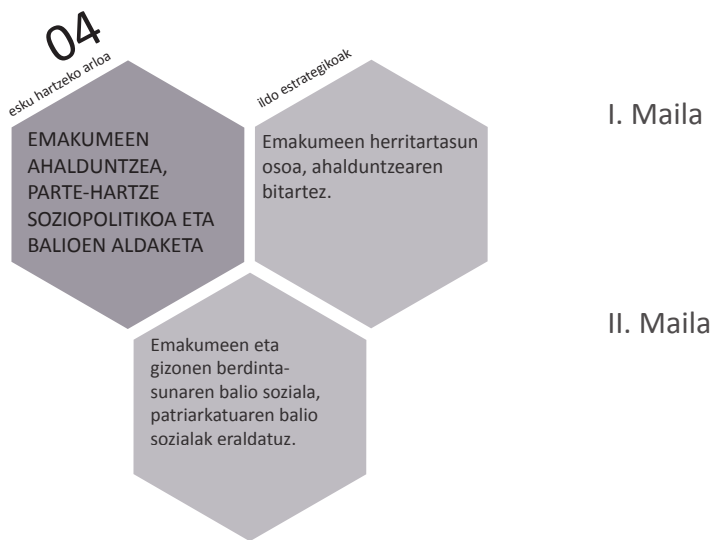 04
esku hartzeko arloa
EMAKUMEEN
AHALDUNTZEA,
PARTE-HARTZE
SOZIOPOLITIKOA ETA
BALIOEN ALDAKETA
ildo estrategikoak
Emakumeen herritartasun
osoa, ahalduntzearen
bitartez.
I. Maila
II. Maila
Emakumeen eta
gizonen berdinta-
sunaren balio soziala,
patriarkatuaren balio
sozialak eraldatuz.